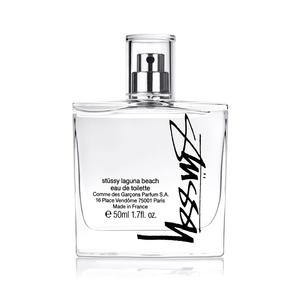 stüssy laguna beach
eau de toilette
Comme des Garçons Parfum S.A.
16 Place Vendôme 75001 Paris
Made in France
℮ 50ml 1.7fl. oz.
Stüssy